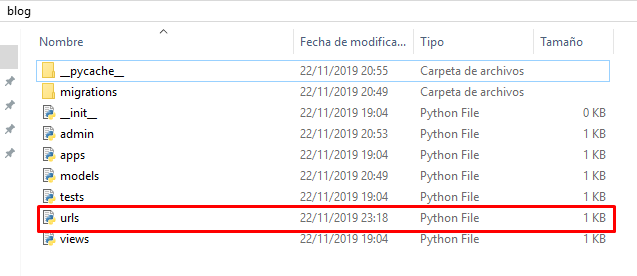 blog
Nombre Fecha de modifica... Tipo Tamaño
__pycache__ 22/11/2019 20:55 Carpeta de archivos
migrations 22/11/2019 20:49 Carpeta de archivos
__init__ 22/11/2019 19:04 Python File 0 KB
admin 22/11/2019 20:53 Python File 1 KB
apps 22/11/2019 19:04 Python File 1 KB
models 22/11/2019 20:49 Python File 1 KB
tests 22/11/2019 19:04 Python File 1 KB
urls 22/11/2019 23:18 Python File 1 KB
views 22/11/2019 19:04 Python File 1 KB